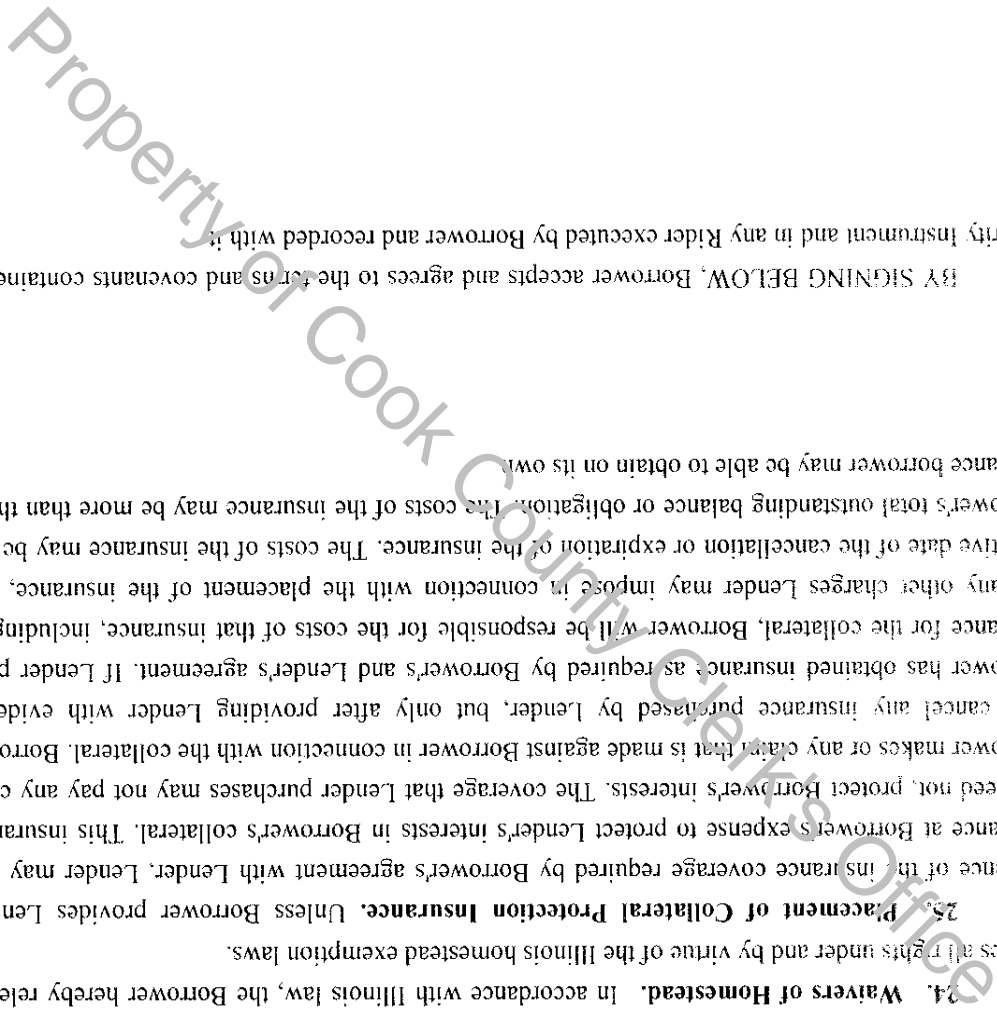 24. Waivers of Homestead. In accordance with Illinois law, the Borrower hereby rele
ses all rights under and by virtue of the Illinois homestead exemption laws.
25. Placement of Collateral Protection Insurance. Unless Borrower provides Len
ance of the insurance coverage required by Borrower's agreement with Lender, Lender may
ance at Borrower's expense to protect Lender's interests in Borrower's collateral. This insuran
eed not, protect Borrower's interests. The coverage that Lender purchases may not pay any c
ower makes or any claim that is made against Borrower in connection with the collateral. Borro
cancel any insurance purchased by Lender, but only after providing Lender with evide
ower has obtained insurance as required by Borrower's and Lender's agreement. If Lender p
ance for the collateral, Borrower will be responsible for the costs of that insurance, including
any other charges Lender may impose in connection with the placement of the insurance,
tive date of the cancellation or expiration of the insurance. The costs of the insurance may be
ower's total outstanding balance or obligation. The costs of the insurance may be more than th
ance borrower may be able to obtain on its own.
BY SIGNING BELOW, Borrower accepts and agrees to the terms and covenants containe
rity Instrument and in any Rider executed by Borrower and recorded with it.
Property of Cook County Clerk's Office